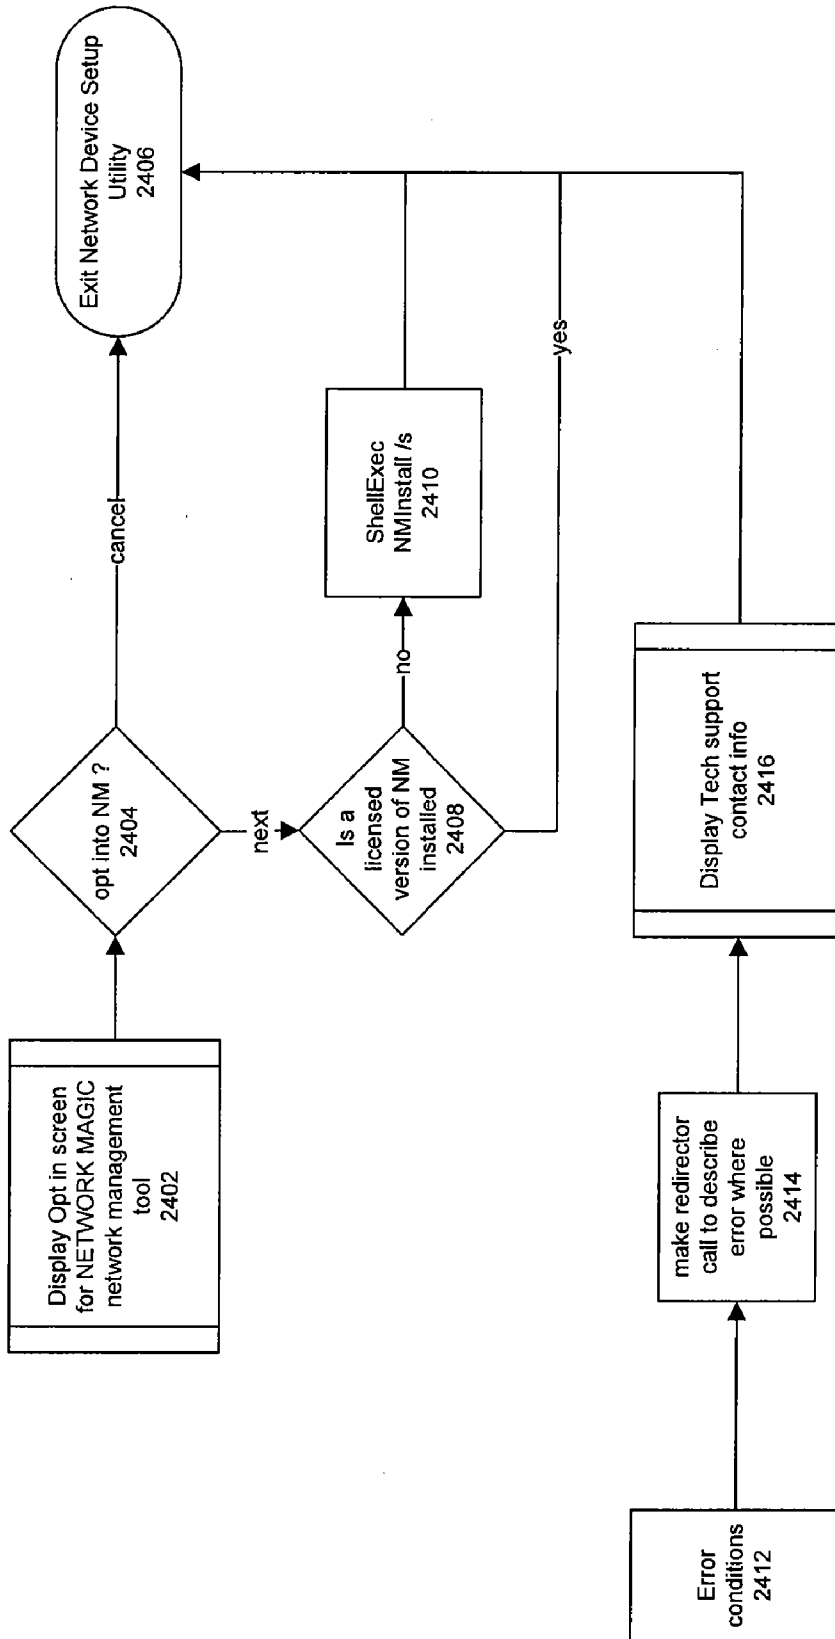 Display Opt in screen
for NETWORK MAGIC
network management
tool
2402
opt into NM ?
2404
cancel
Exit Network Device Setup
Utility
2406
next
Is a
licensed
version of NM
installed
2408
no
ShellExec
NMInstall /s
2410
yes
Error
conditions
2412
make redirector
call to describe
error where
possible
2414
Display Tech support
contact info
2416